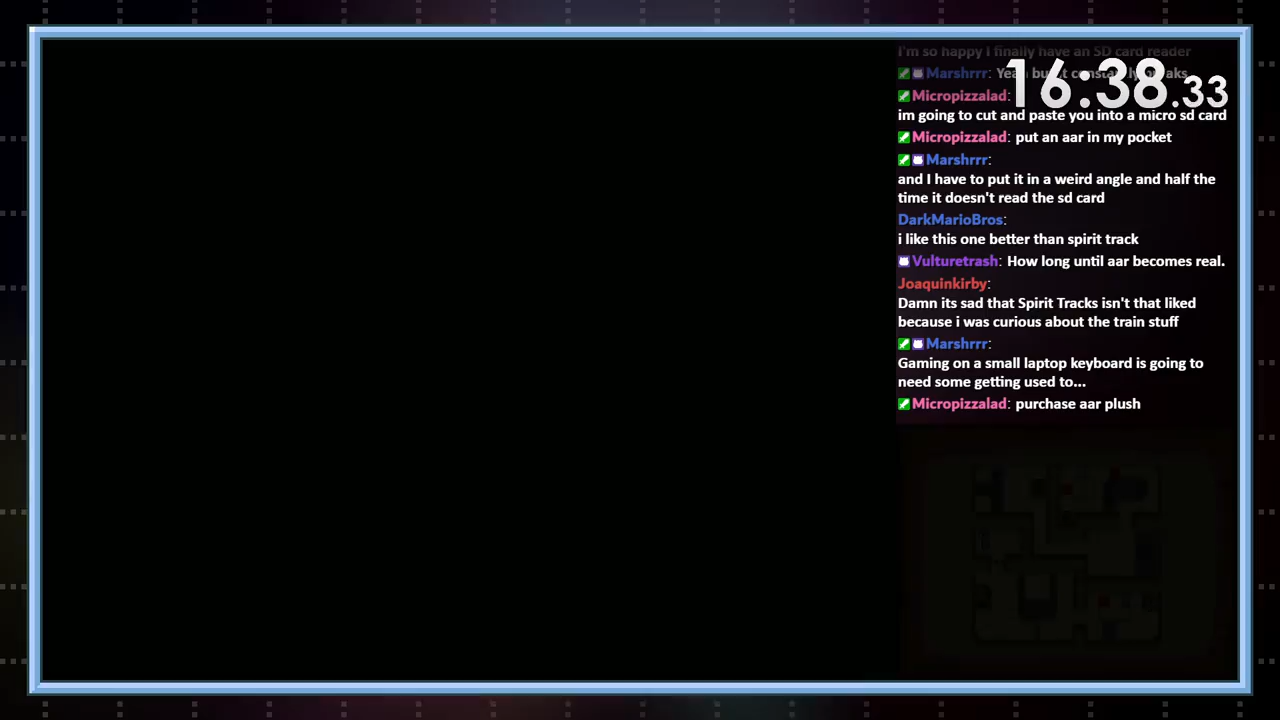 I'm so happy I finally have an SD card reader
16:38.33
Marshrrr: Yeah but it constantly breaks
Micropizzalad:
im going to cut and paste you into a micro sd card
Micropizzalad: put an aar in my pocket
Marshrrr:
and I have to put it in a weird angle and half the
time it doesn't read the sd card
DarkMarioBros:
i like this one better than spirit track
Vulturetrash: How long until aar becomes real.
Joaquinkirby:
Damn its sad that Spirit Tracks isn't that liked
because i was curious about the train stuff
Marshrrr:
Gaming on a small laptop keyboard is going to
need some getting used to...
Micropizzalad: purchase aar plush